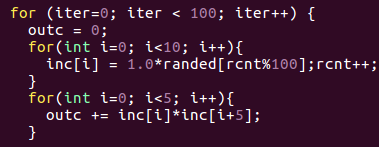 for (iter=0; iter < 100; iter++) {
  outc = 0;
  for(int i=0; i<10; i++){
    inc[i] = 1.0*randed[rcnt%100];rcnt++;
  }
  for(int i=0; i<5; i++){
    outc += inc[i]*inc[i+5];
  }